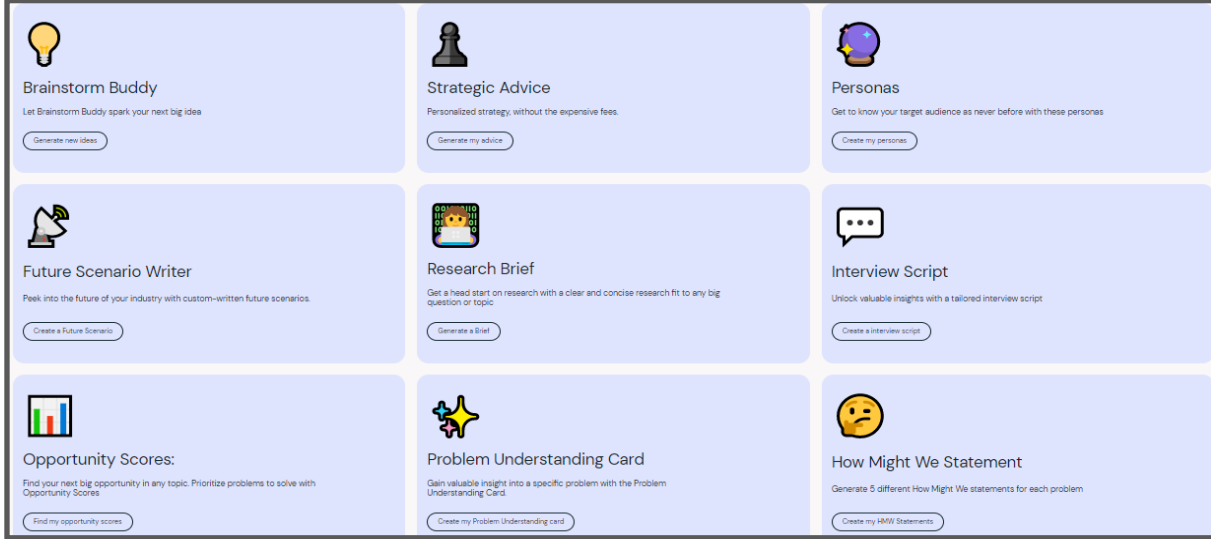 Brainstorm Buddy
Let Brainstorm Buddy spark your next big idea
Generate new ideas
Strategic Advice
Personalized strategy, without the expensive fees.
Generate my advice
Personas
Get to know your target audience as never before with these personas
Create my personas
Future Scenario Writer
Peek into the future of your industry with custom-written future scenarios.
Create a Future Scenario
Research Brief
Get a head start on research with a clear and concise research fit to any big
question or topic
Generate a Brief
Interview Script
Unlock valuable insights with a tailored interview script
Create a interview script
Opportunity Scores:
Find your next big opportunity in any topic. Prioritize problems to solve with
Opportunity Scores
Find my opportunity scores
Problem Understanding Card
Gain valuable insight into a specific problem with the Problem
Understanding Card.
Create my Problem Understanding card
How Might We Statement
Generate 5 different How Might We statements for each problem
Create my HMW Statements